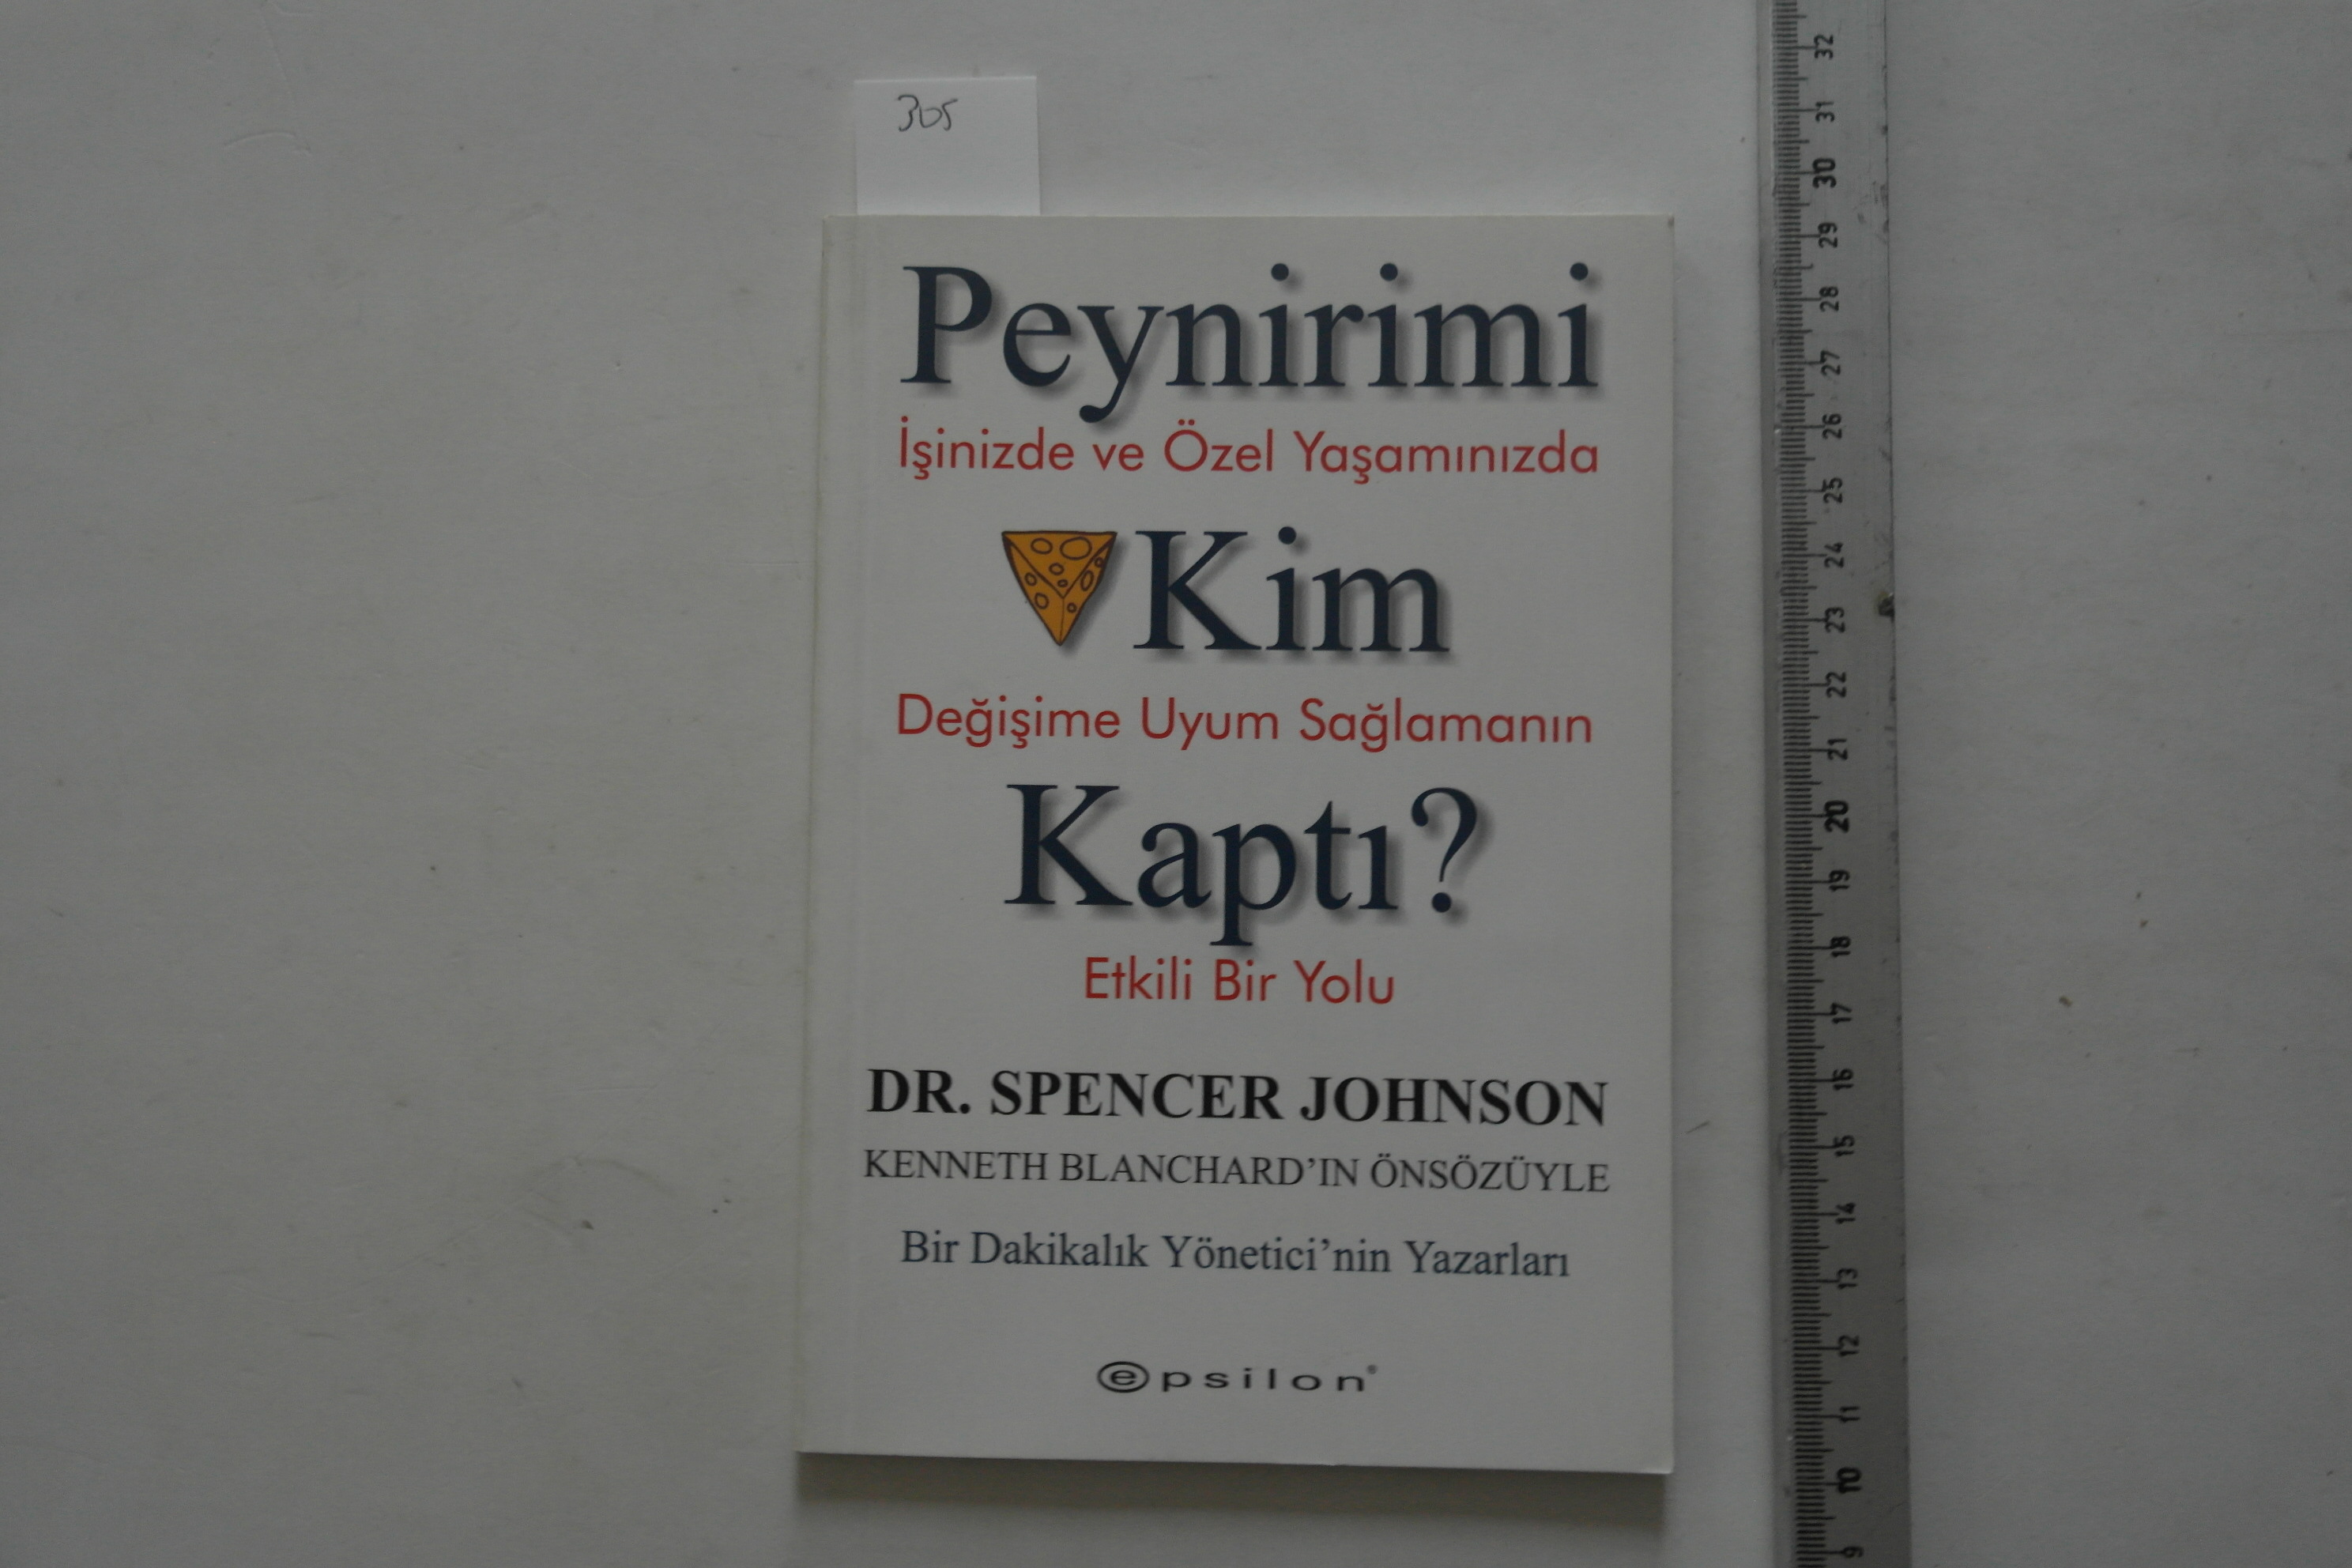 305
Peynirimi
İşinizde ve Özel Yaşamınızda
Kim
Değişime Uyum Sağlamanın
Kaptı?
Etkili Bir Yolu
DR. SPENCER JOHNSON
KENNETH BLANCHARD’IN ÖNSÖZÜYLE
Bir Dakikalık Yönetici’nin Yazarları
epsilon®
32
31
30
29
28
27
26
25
24
23
22
21
20
19
18
17
16
15
14
13
12
11
10
9